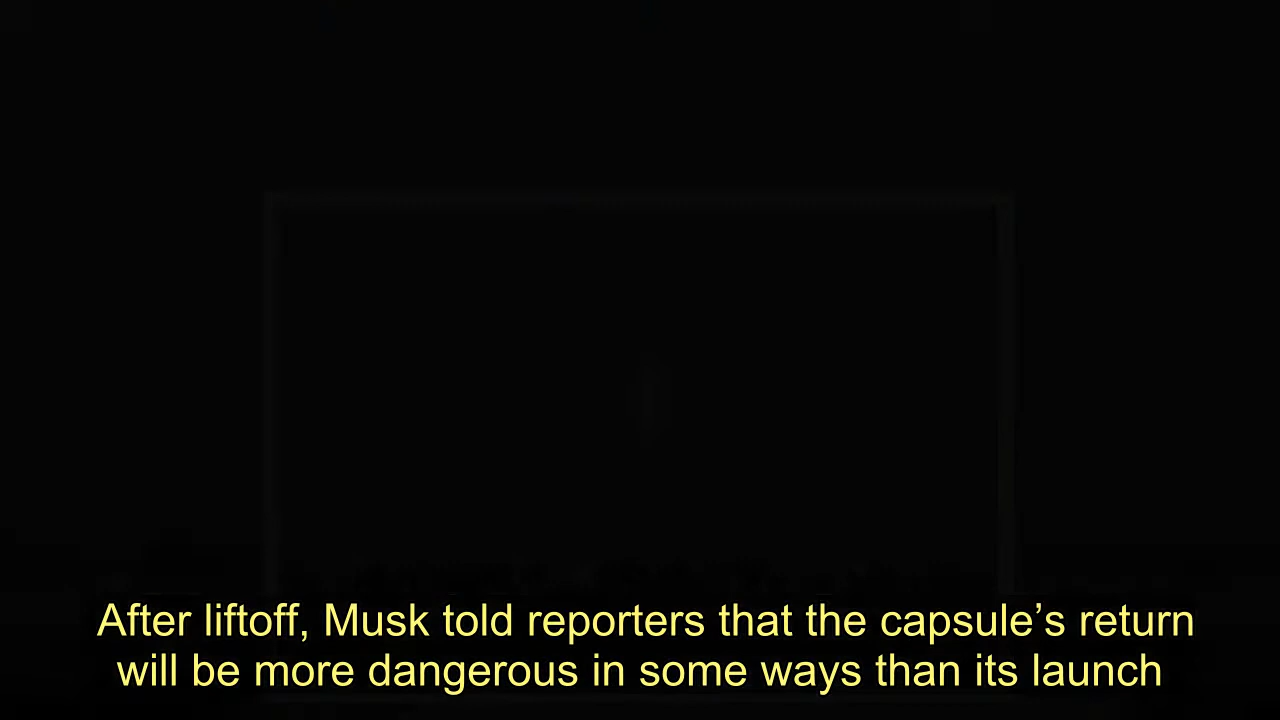 After liftoff, Musk told reporters that the capsule’s return
will be more dangerous in some ways than its launch